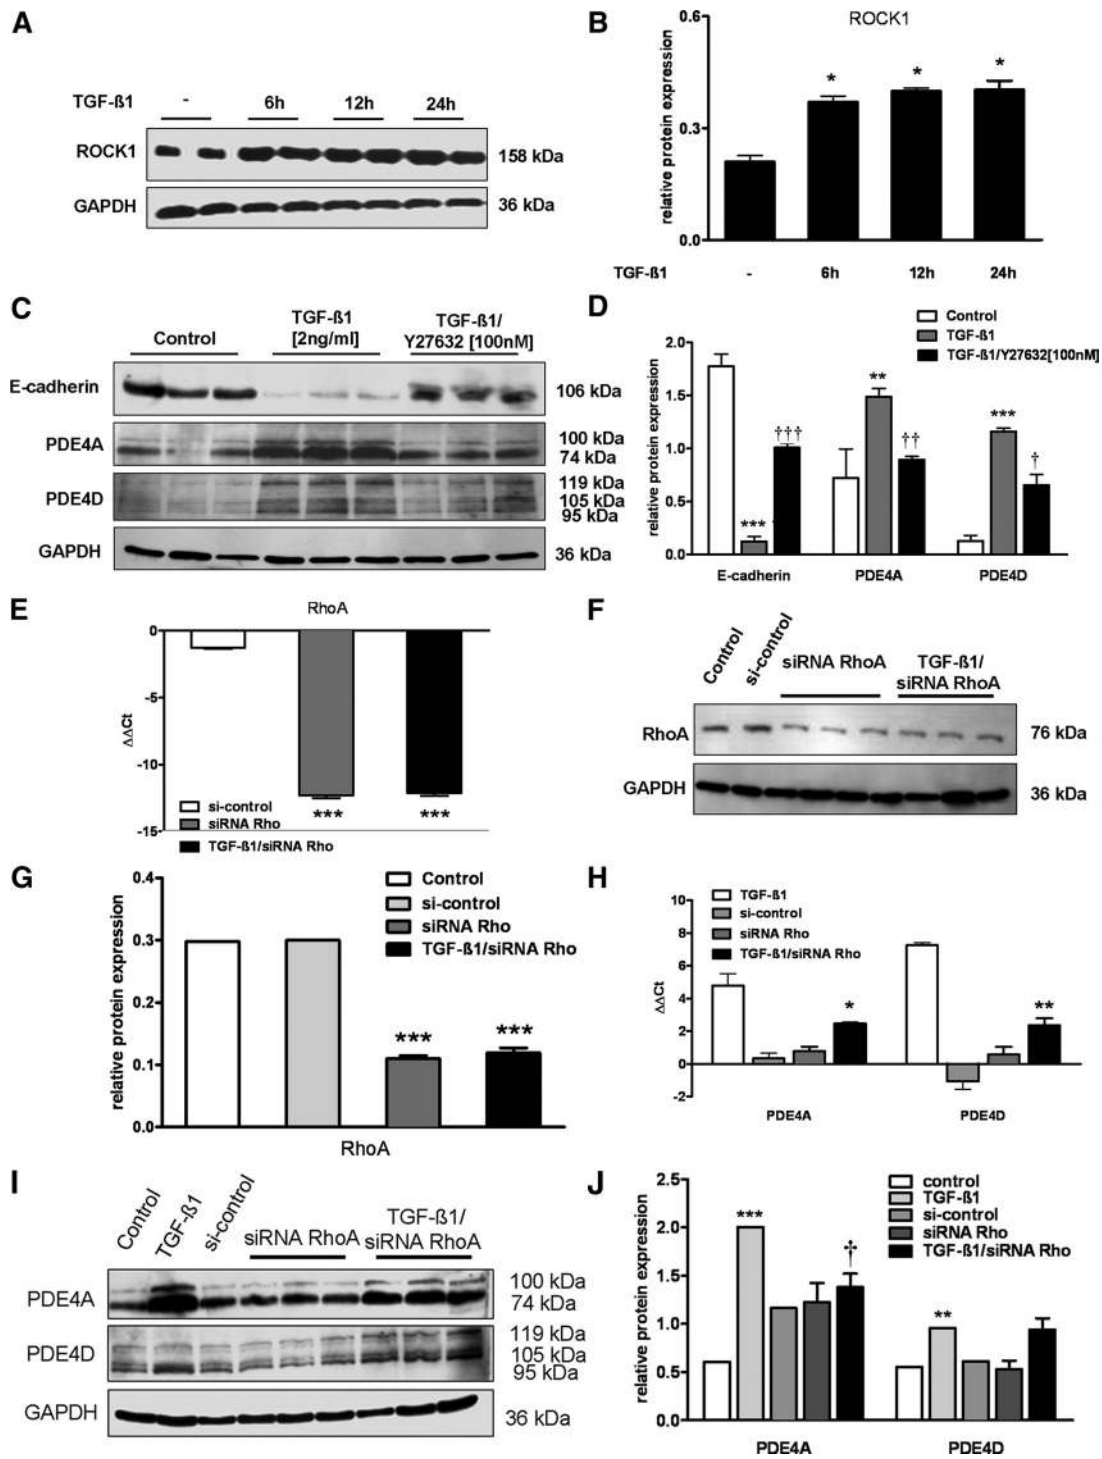 A
TGF-ß1 - 6h 12h 24h
ROCK1 158 kDa
GAPDH 36 kDa
B
ROCK1
relative protein expression
0.6
0.3
0.0
* * *
TGF-ß1 - 6h 12h 24h
C
Control TGF-ß1 [2ng/ml] TGF-ß1/ Y27632 [100nM]
E-cadherin 106 kDa
PDE4A 100 kDa
74 kDa
PDE4D 119 kDa
105 kDa
95 kDa
GAPDH 36 kDa
D
Control
TGF-ß1
TGF-ß1/Y27632[100nM]
relative protein expression
2.0
1.5
1.0
0.5
0.0
*** ††† ** †† *** †
E-cadherin PDE4A PDE4D
E
RhoA
ΔΔCt
0
-5
-10
-15
si-control
siRNA Rho
TGF-ß1/siRNA Rho
*** ***
F
Control si-control siRNA RhoA TGF-ß1/ siRNA RhoA
RhoA 76 kDa
GAPDH 36 kDa
G
relative protein expression
0.4
0.3
0.2
0.1
0.0
Control
si-control
siRNA Rho
TGF-ß1/siRNA Rho
*** ***
RhoA
H
TGF-ß1
si-control
siRNA Rho
TGF-ß1/siRNA Rho
ΔΔCt
10
8
6
4
2
0
-2
* **
PDE4A PDE4D
I
Control TGF-ß1 si-control siRNA RhoA TGF-ß1/ siRNA RhoA
PDE4A 100 kDa
74 kDa
PDE4D 119 kDa
105 kDa
95 kDa
GAPDH 36 kDa
J
relative protein expression
2.5
2.0
1.5
1.0
0.5
0.0
control
TGF-ß1
si-control
siRNA Rho
TGF-ß1/siRNA Rho
*** † **
PDE4A PDE4D